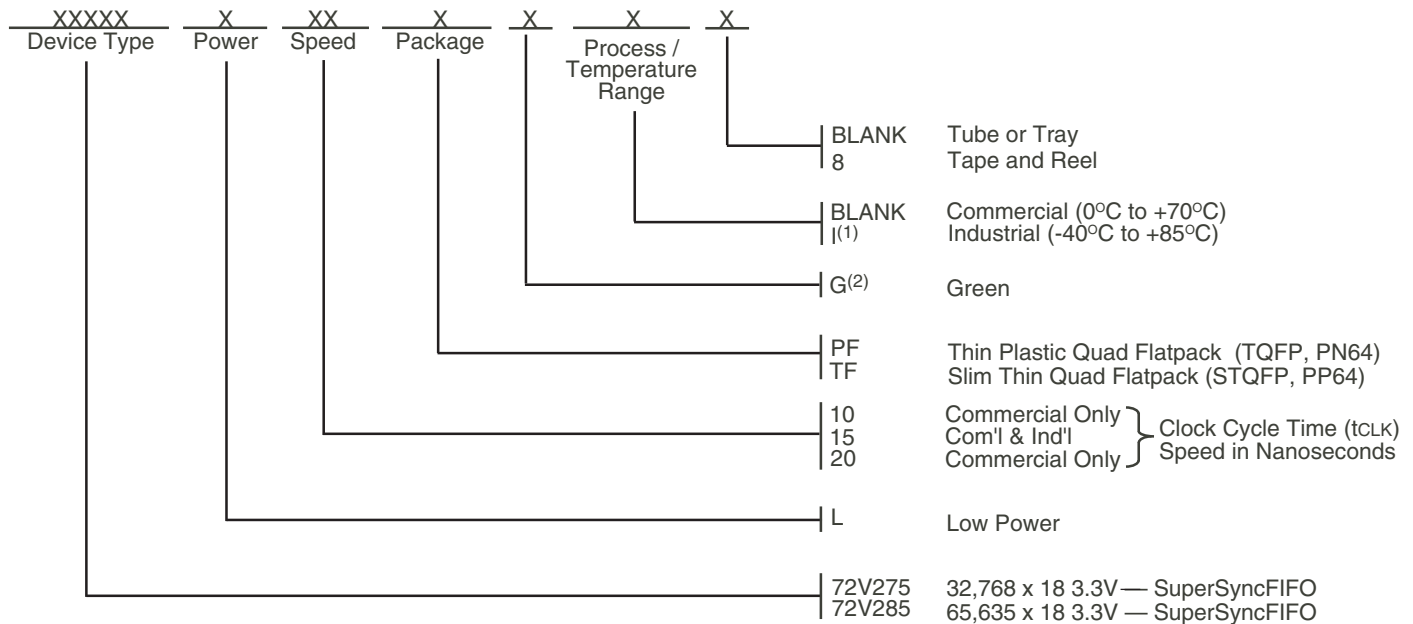 XXXXX X XX X X X X
Device Type Power Speed Package Process /
Temperature
Range
BLANK Tube or Tray
8 Tape and Reel
BLANK Commercial (0°C to +70°C)
I(1) Industrial (-40°C to +85°C)
G(2) Green
PF Thin Plastic Quad Flatpack (TQFP, PN64)
TF Slim Thin Quad Flatpack (STQFP, PP64)
10 Commercial Only
15 Com'l & Ind'l
20 Commercial Only
Clock Cycle Time (tCLK)
Speed in Nanoseconds
L Low Power
72V275 32,768 x 18 3.3V — SuperSyncFIFO
72V285 65,635 x 18 3.3V — SuperSyncFIFO